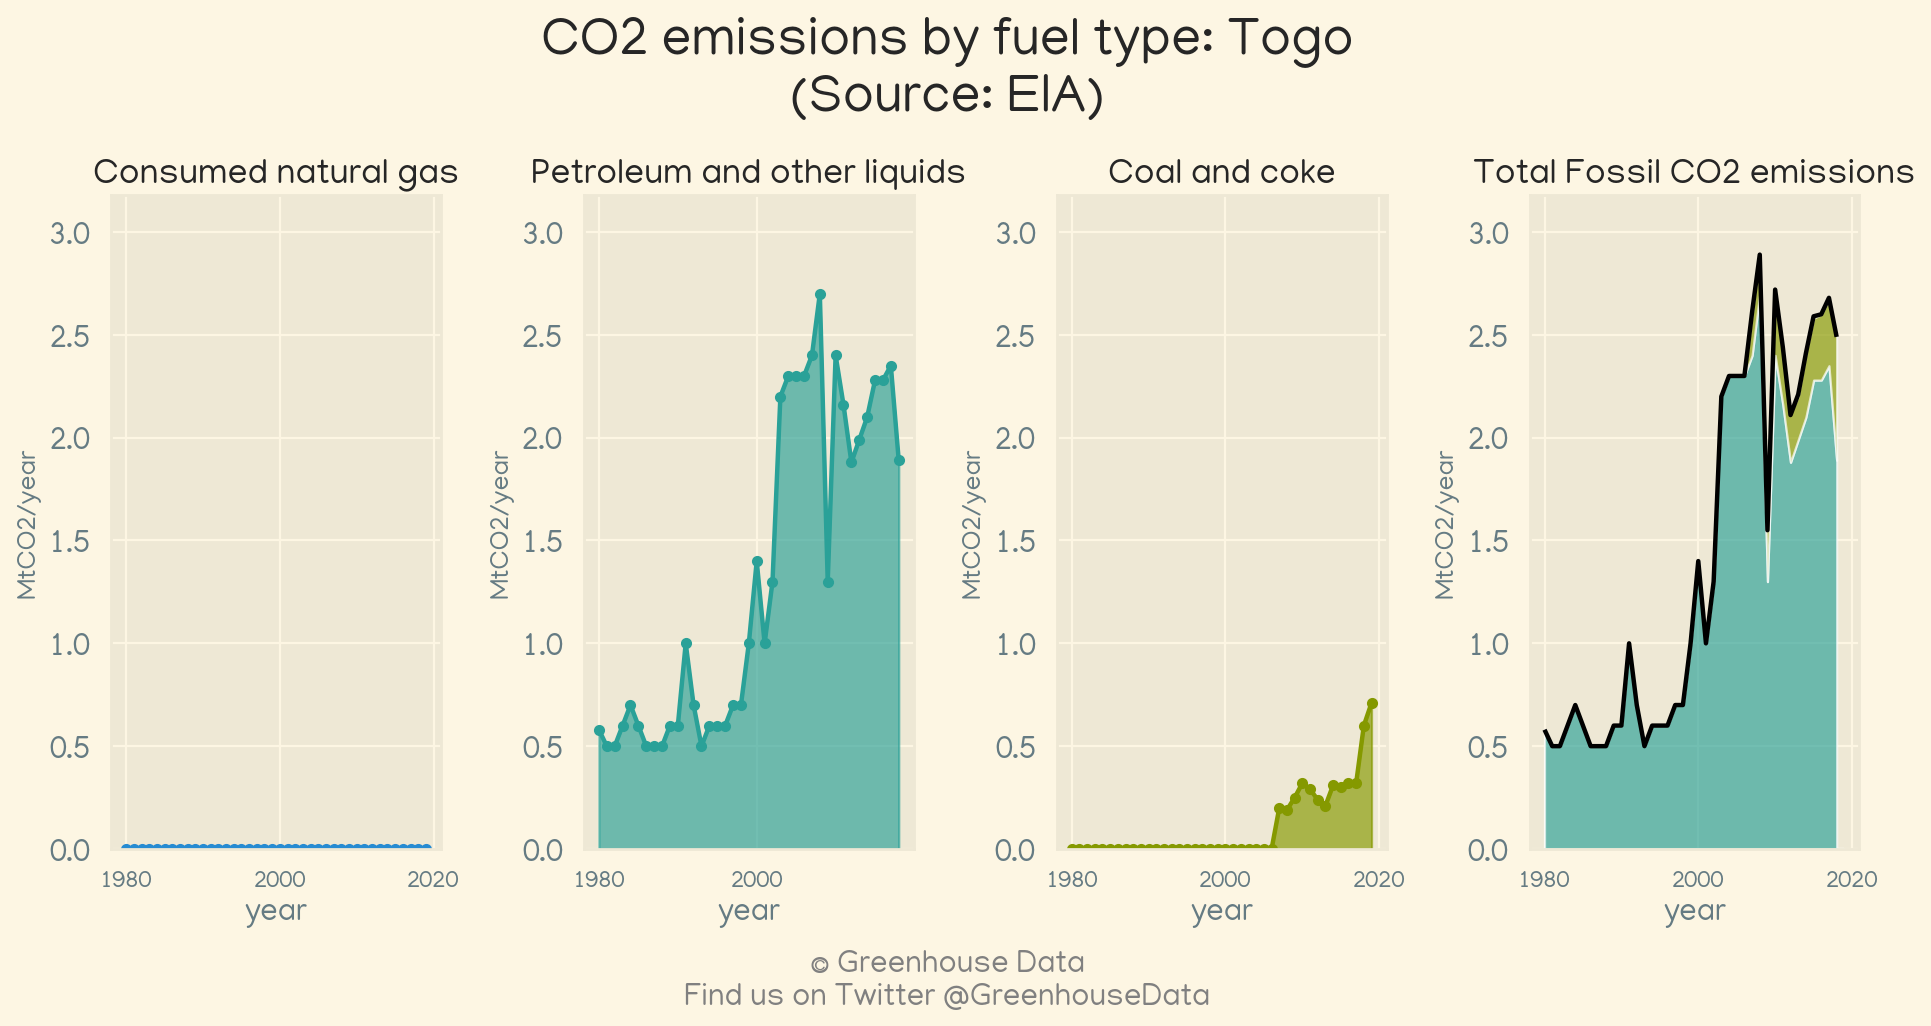 CO2 emissions by fuel type: Togo
(Source: EIA)
Consumed natural gas
Petroleum and other liquids
Coal and coke
Total Fossil CO2 emissions
MtCO2/year
3.0
2.5
2.0
1.5
1.0
0.5
0.0
1980
2000
2020
year
MtCO2/year
3.0
2.5
2.0
1.5
1.0
0.5
0.0
1980
2000
year
MtCO2/year
3.0
2.5
2.0
1.5
1.0
0.5
0.0
1980
2000
2020
year
MtCO2/year
3.0
2.5
2.0
1.5
1.0
0.5
0.0
1980
2000
2020
year
© Greenhouse Data
Find us on Twitter @GreenhouseData